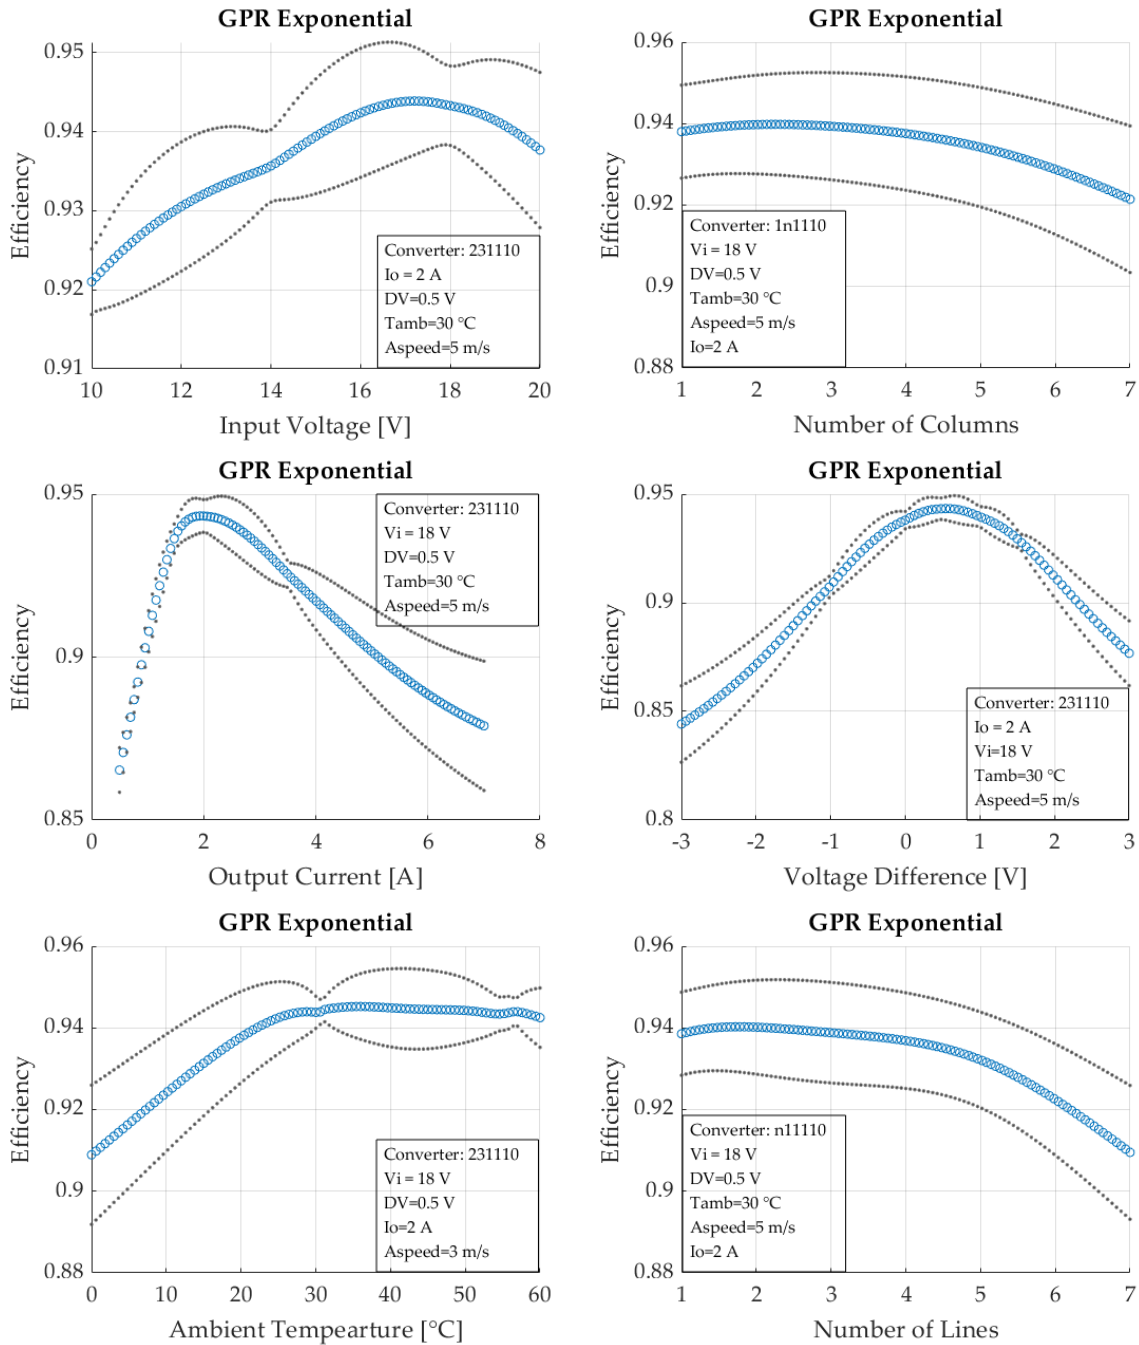 GPR Exponential
0.95
0.94
0.93
0.92
0.91
Efficiency
Converter: 231110
Io = 2 A
DV=0.5 V
Tamb=30 °C
Aspeed=5 m/s
10 12 14 16 18 20
Input Voltage [V]
GPR Exponential
0.96
0.94
0.92
0.9
0.88
Efficiency
Converter: 1n1110
Vi = 18 V
DV=0.5 V
Tamb=30 °C
Aspeed=5 m/s
Io=2 A
1 2 3 4 5 6 7
Number of Columns
GPR Exponential
0.95
0.9
0.85
Efficiency
Converter: 231110
Vi = 18 V
DV=0.5 V
Tamb=30 °C
Aspeed=5 m/s
0 2 4 6 8
Output Current [A]
GPR Exponential
0.95
0.9
0.85
0.8
Efficiency
Converter: 231110
Io = 2 A
Vi=18 V
Tamb=30 °C
Aspeed=5 m/s
-3 -2 -1 0 1 2 3
Voltage Difference [V]
GPR Exponential
0.96
0.94
0.92
0.9
0.88
Efficiency
Converter: 231110
Vi = 18 V
DV=0.5 V
Io=2 A
Aspeed=3 m/s
0 10 20 30 40 50 60
Ambient Tempearture [°C]
GPR Exponential
0.96
0.94
0.92
0.9
0.88
Efficiency
Converter: n11110
Vi = 18 V
DV=0.5 V
Tamb=30 °C
Aspeed=5 m/s
Io=2 A
1 2 3 4 5 6 7
Number of Lines